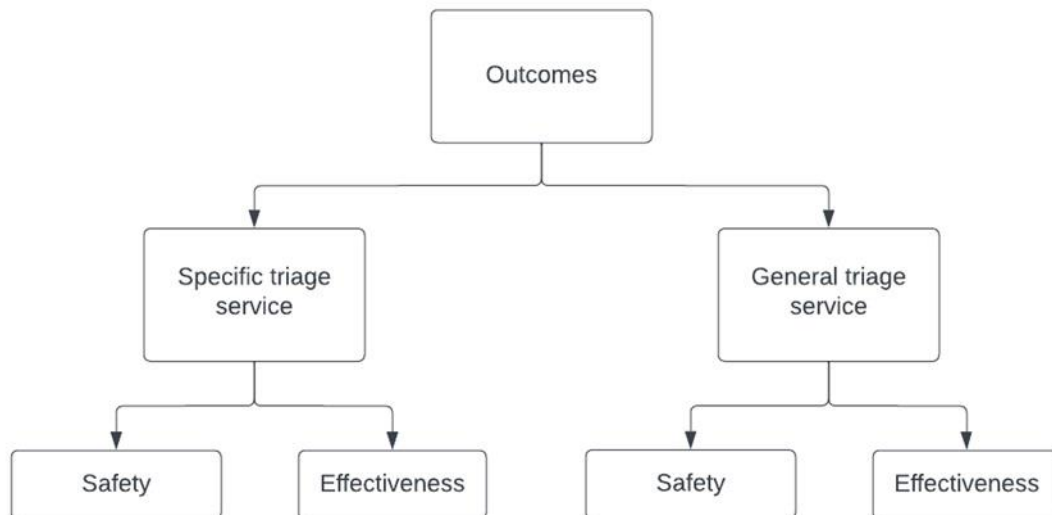 Outcomes
Specific triage
service
General triage
service
Safety
Effectiveness
Safety
Effectiveness